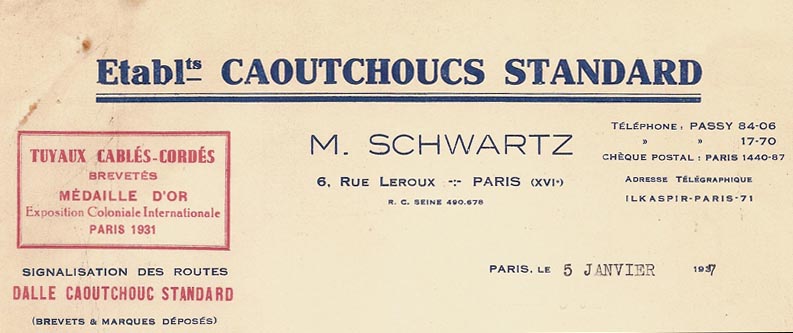 Etablts CAOUTCHOUCS STANDARD
M. SCHWARTZ
6, RUE LEROUX -:- PARIS (XVIe)
R. C. SEINE 490.678
TÉLÉPHONE : PASSY 84-06
» » 17-70
CHÈQUE POSTAL : PARIS 1440-87
ADRESSE TÉLÉGRAPHIQUE
ILKASPIR-PARIS-71
TUYAUX CABLÉS-CORDÉS
BREVETÉS
MÉDAILLE D'OR
Exposition Coloniale Internationale
PARIS 1931
SIGNALISATION DES ROUTES
DALLE CAOUTCHOUC STANDARD
(BREVETS & MARQUES DÉPOSÉS)
PARIS, LE 5 JANVIER 1937